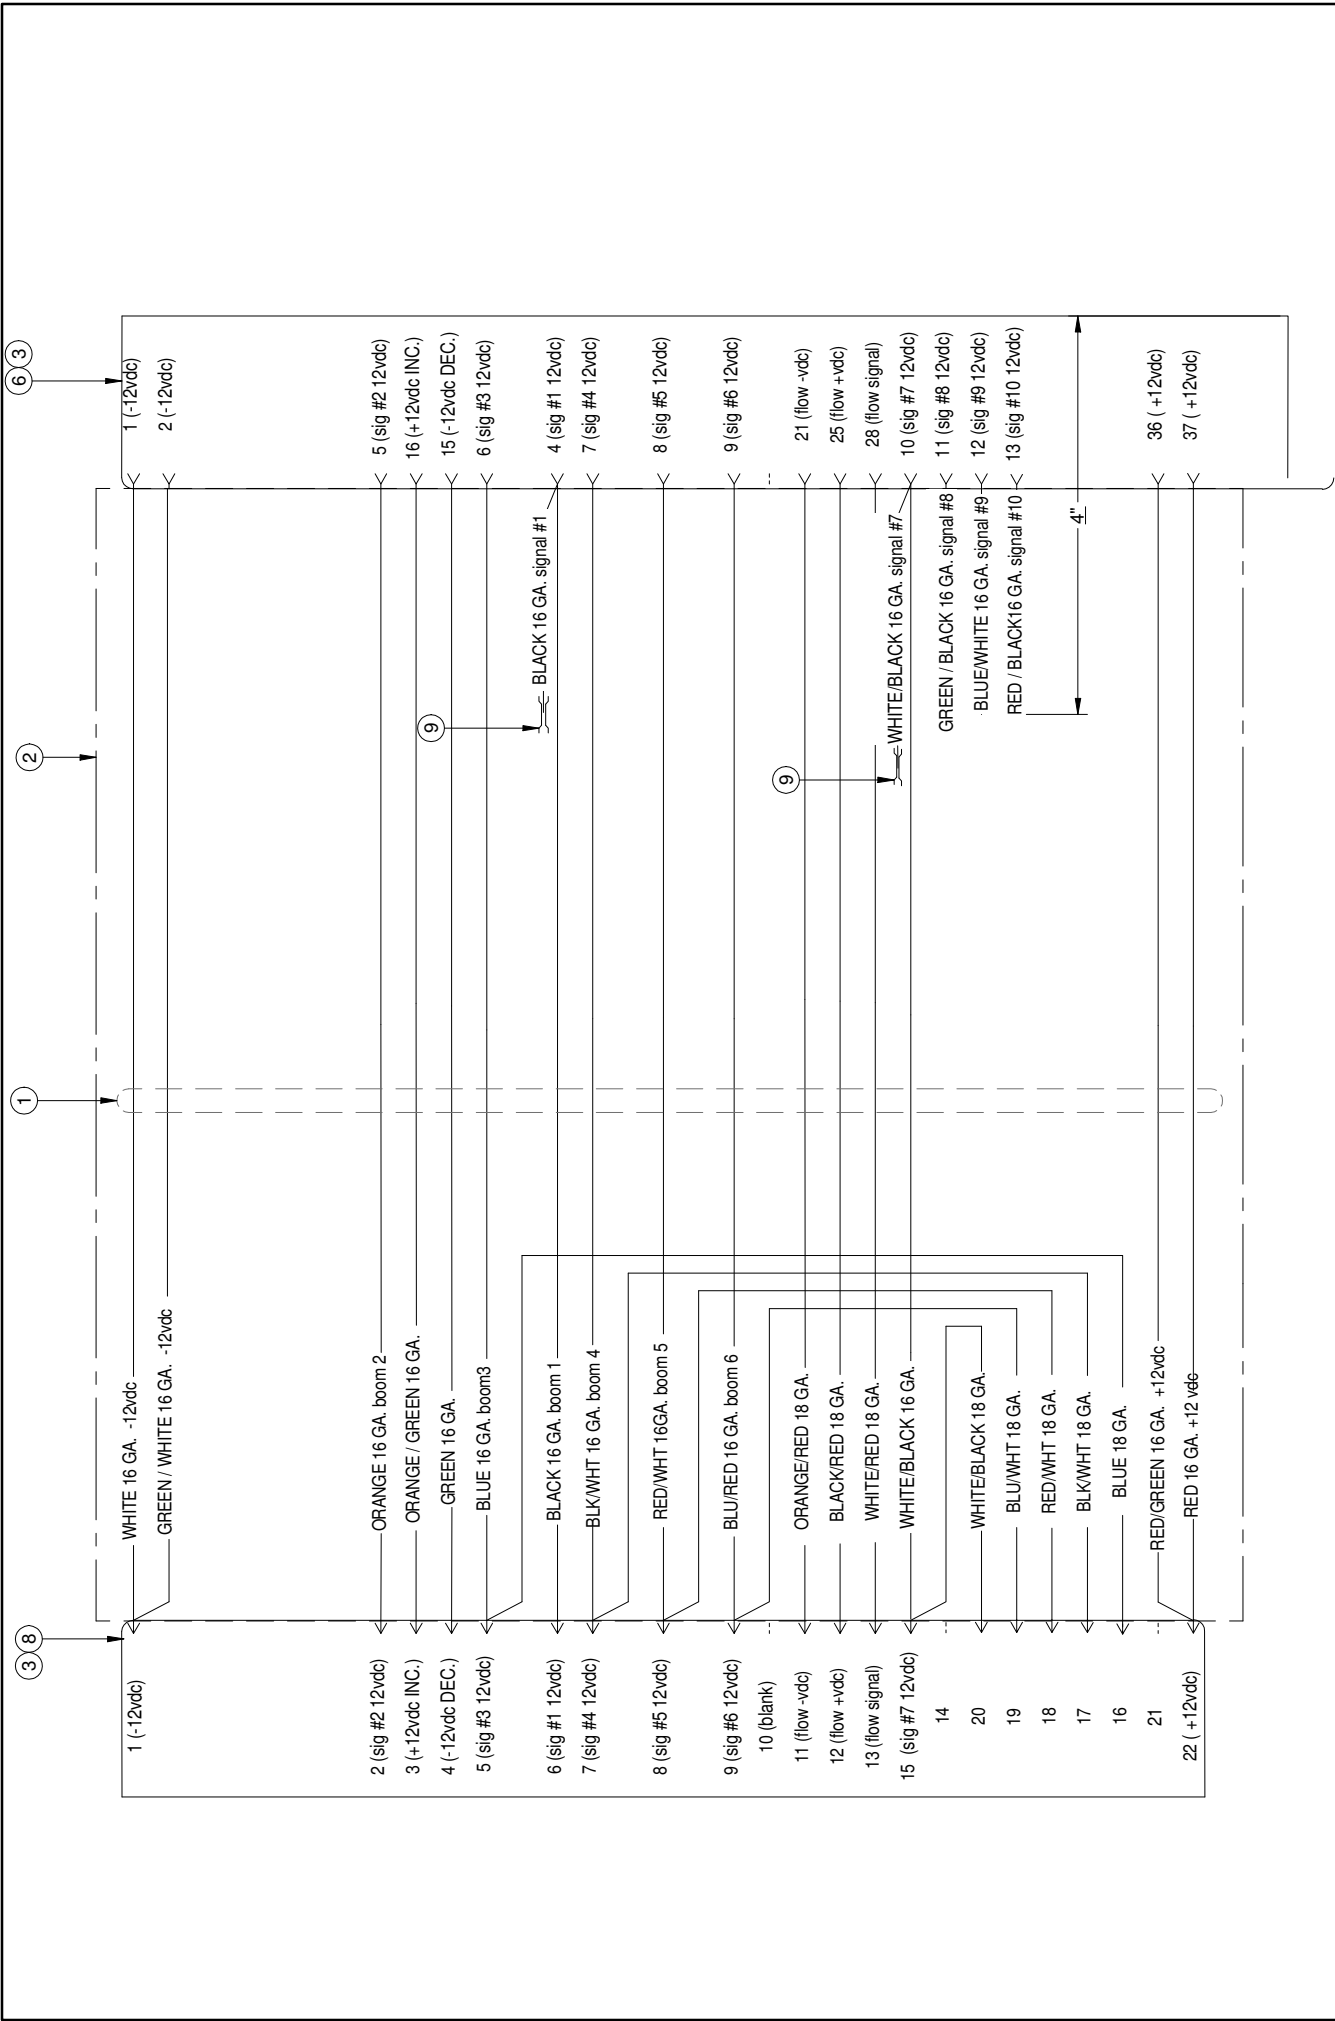 3 8
1
2
6 3
1 (-12vdc)
2 (sig #2 12vdc)
3 (+12vdc INC.)
4 (-12vdc DEC.)
5 (sig #3 12vdc)
6 (sig #1 12vdc)
7 (sig #4 12vdc)
8 (sig #5 12vdc)
9 (sig #6 12vdc)
10 (blank)
11 (flow -vdc)
12 (flow +vdc)
13 (flow signal)
15 (sig #7 12vdc)
14
20
19
18
17
16
21
22 ( +12vdc)
WHITE 16 GA. -12vdc
GREEN / WHITE 16 GA. -12vdc
ORANGE 16 GA. boom 2
ORANGE / GREEN 16 GA.
GREEN 16 GA.
BLUE 16 GA. boom3
BLACK 16 GA. boom 1
BLK/WHT 16 GA. boom 4
RED/WHT 16GA. boom 5
BLU/RED 16 GA. boom 6
ORANGE/RED 18 GA.
BLACK/RED 18 GA.
WHITE/RED 18 GA.
WHITE/BLACK 16 GA.
WHITE/BLACK 18 GA.
BLU/WHT 18 GA.
RED/WHT 18 GA.
BLK/WHT 18 GA.
BLUE 18 GA.
RED/GREEN 16 GA. +12vdc
RED 16 GA. +12 vdc
9
BLACK 16 GA. signal #1
9
WHITE/BLACK 16 GA. signal #7
GREEN / BLACK 16 GA. signal #8
BLUE/WHITE 16 GA. signal #9
RED / BLACK16 GA. signal #10
4"
1 (-12vdc)
2 (-12vdc)
5 (sig #2 12vdc)
16 (+12vdc INC.)
15 (-12vdc DEC.)
6 (sig #3 12vdc)
4 (sig #1 12vdc)
7 (sig #4 12vdc)
8 (sig #5 12vdc)
9 (sig #6 12vdc)
21 (flow -vdc)
25 (flow +vdc)
28 (flow signal)
10 (sig #7 12vdc)
11 (sig #8 12vdc)
12 (sig #9 12vdc)
13 (sig #10 12vdc)
36 ( +12vdc)
37 ( +12vdc)